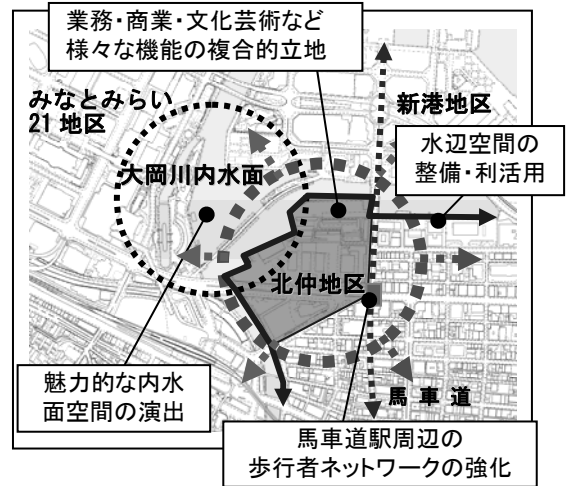 業務・商業・文化芸術など
様々な機能の複合的立地
みなとみらい
21 地区
新港地区
水辺空間の
整備・利活用
大岡川内水面
北仲地区
魅力的な内水
面空間の演出
馬 車 道
馬車道駅周辺の
歩行者ネットワークの強化